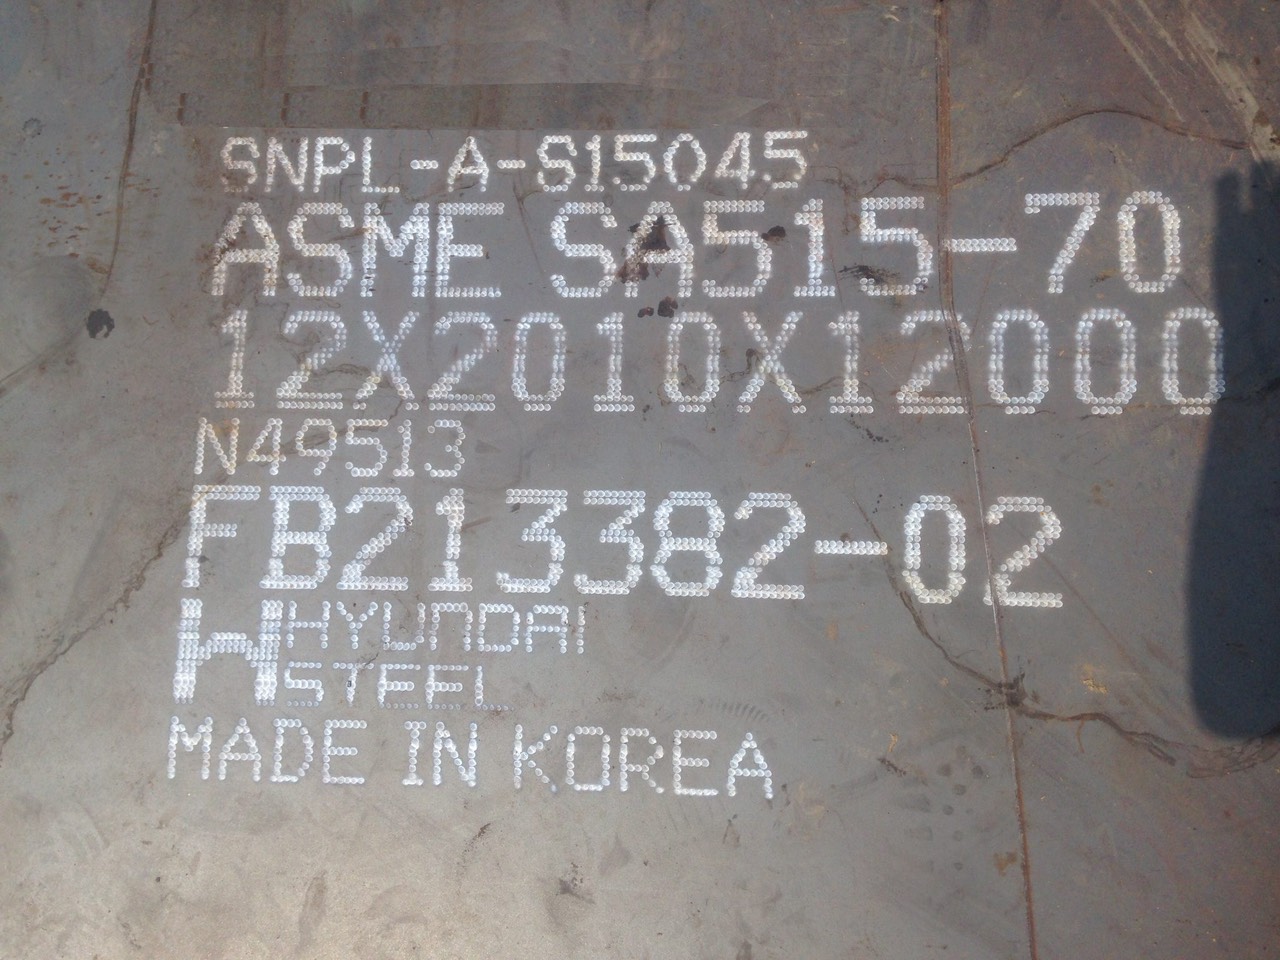 SNPL-A-S15045
ASME SA515-70
12X2010X12000
N49513
FB213382-02
HYUNDAI
STEEL
MADE IN KOREA